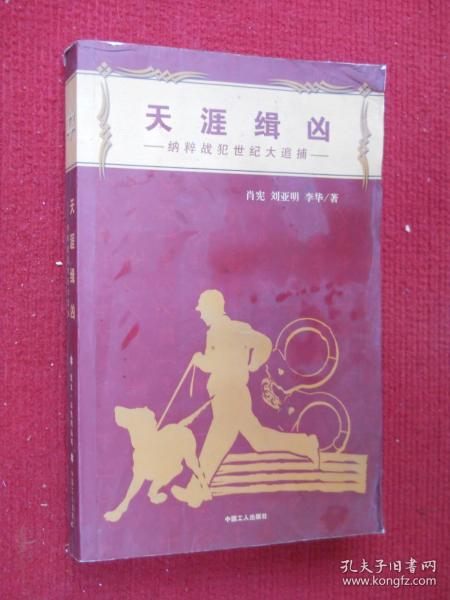 天涯缉凶
—纳粹战犯世纪大追捕—
肖宪 刘亚明 李华/著
天涯缉凶
中国工人出版社
孔夫子旧书网
www.kongfz.com